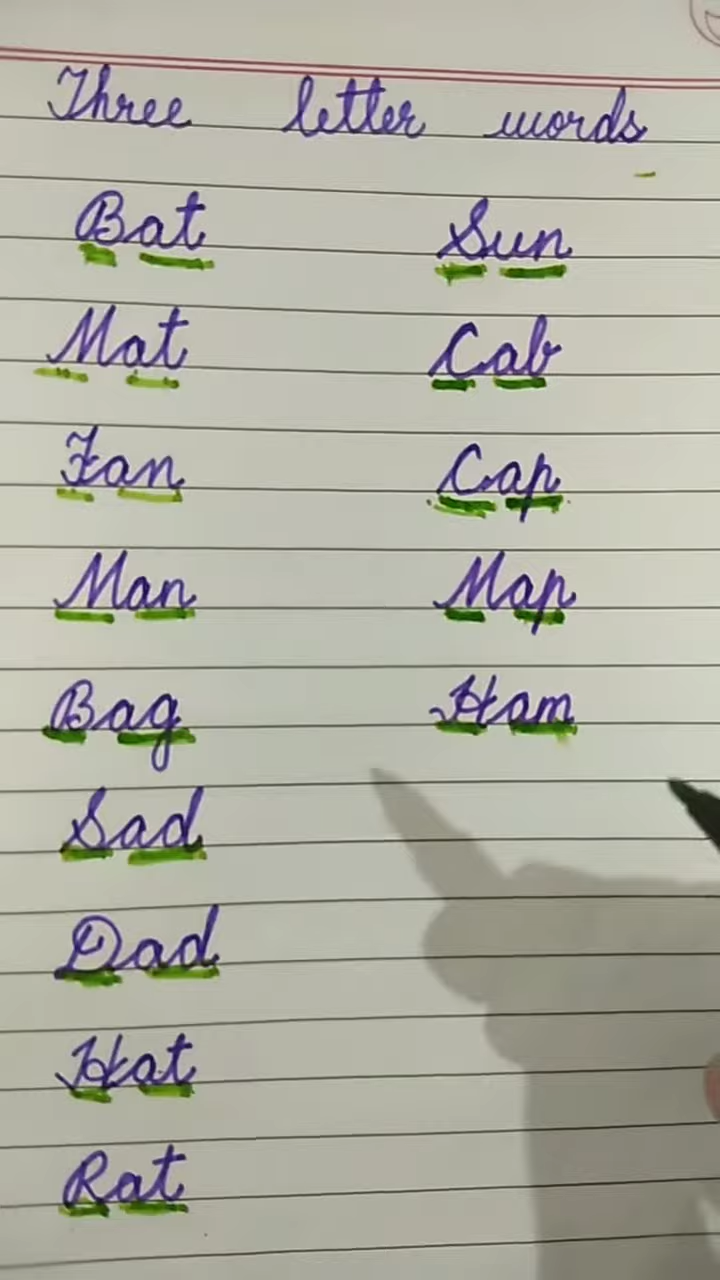 Three letter words
Bat Sun
Mat Cab
Fan Cap
Man Map
Bag Ham
Sad
Dad
Hat
Rat